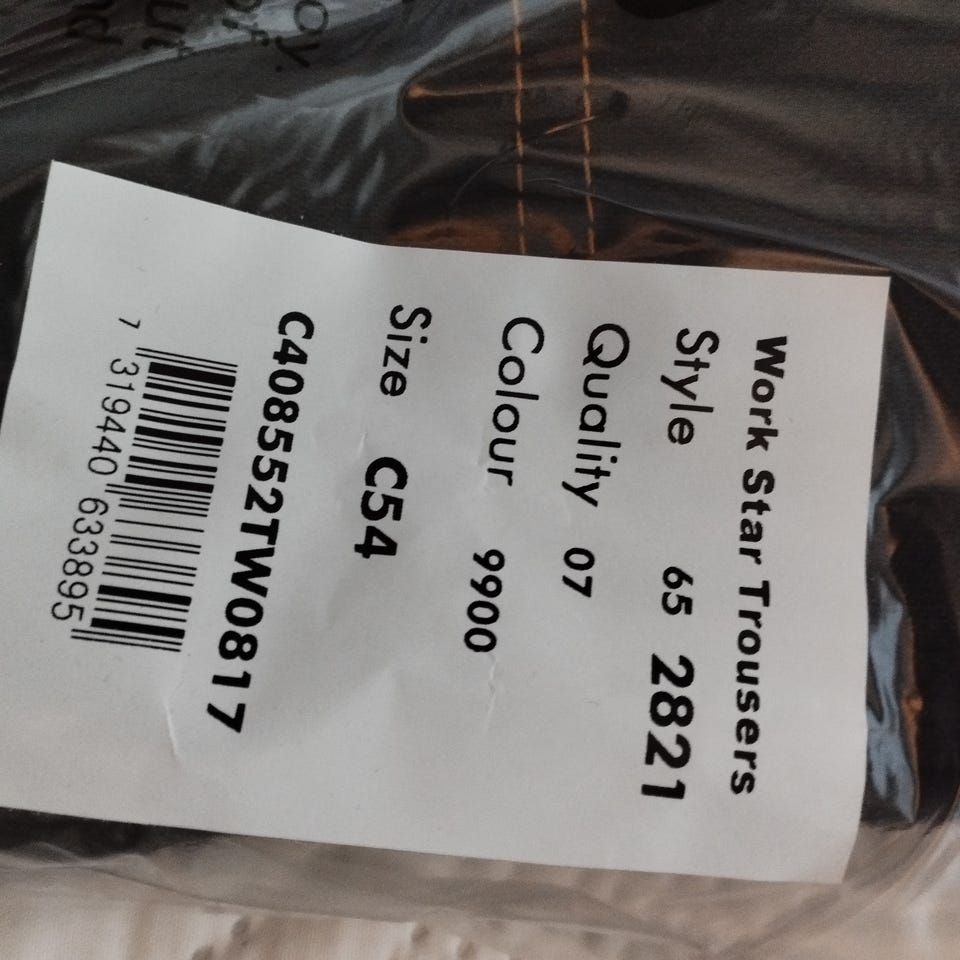 Work Star Trousers
Style 65 2821
Quality 07
Colour 9900
Size C54
C408552TW0817
7 319440 633895